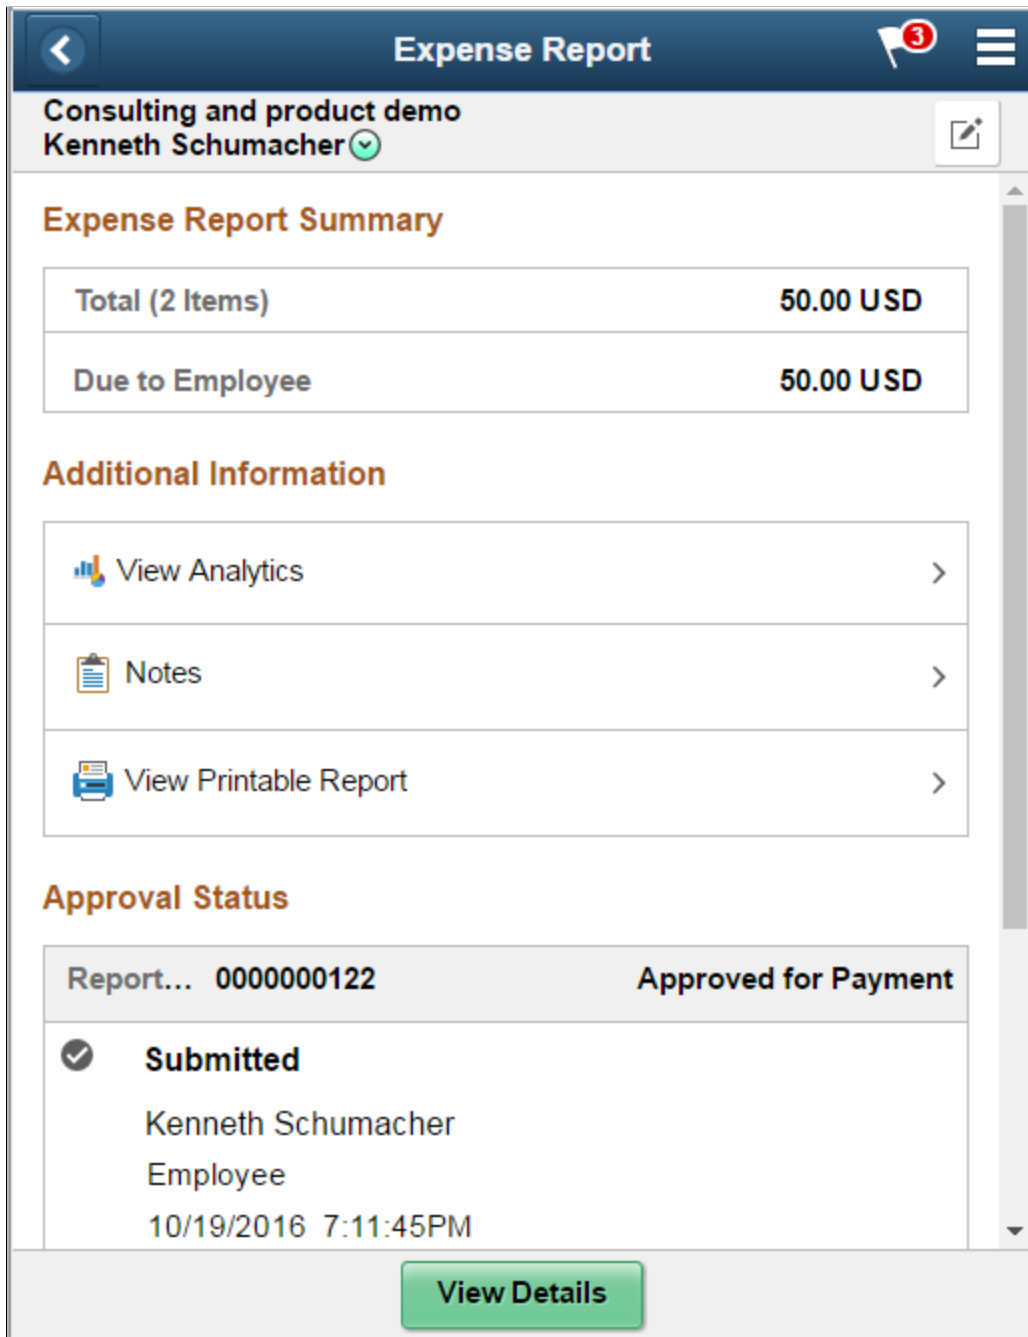 Expense Report
3
Consulting and product demo
Kenneth Schumacher
Expense Report Summary
Total (2 Items) 50.00 USD
Due to Employee 50.00 USD
Additional Information
View Analytics
Notes
View Printable Report
Approval Status
Report... 0000000122 Approved for Payment
Submitted
Kenneth Schumacher
Employee
10/19/2016 7:11:45PM
View Details